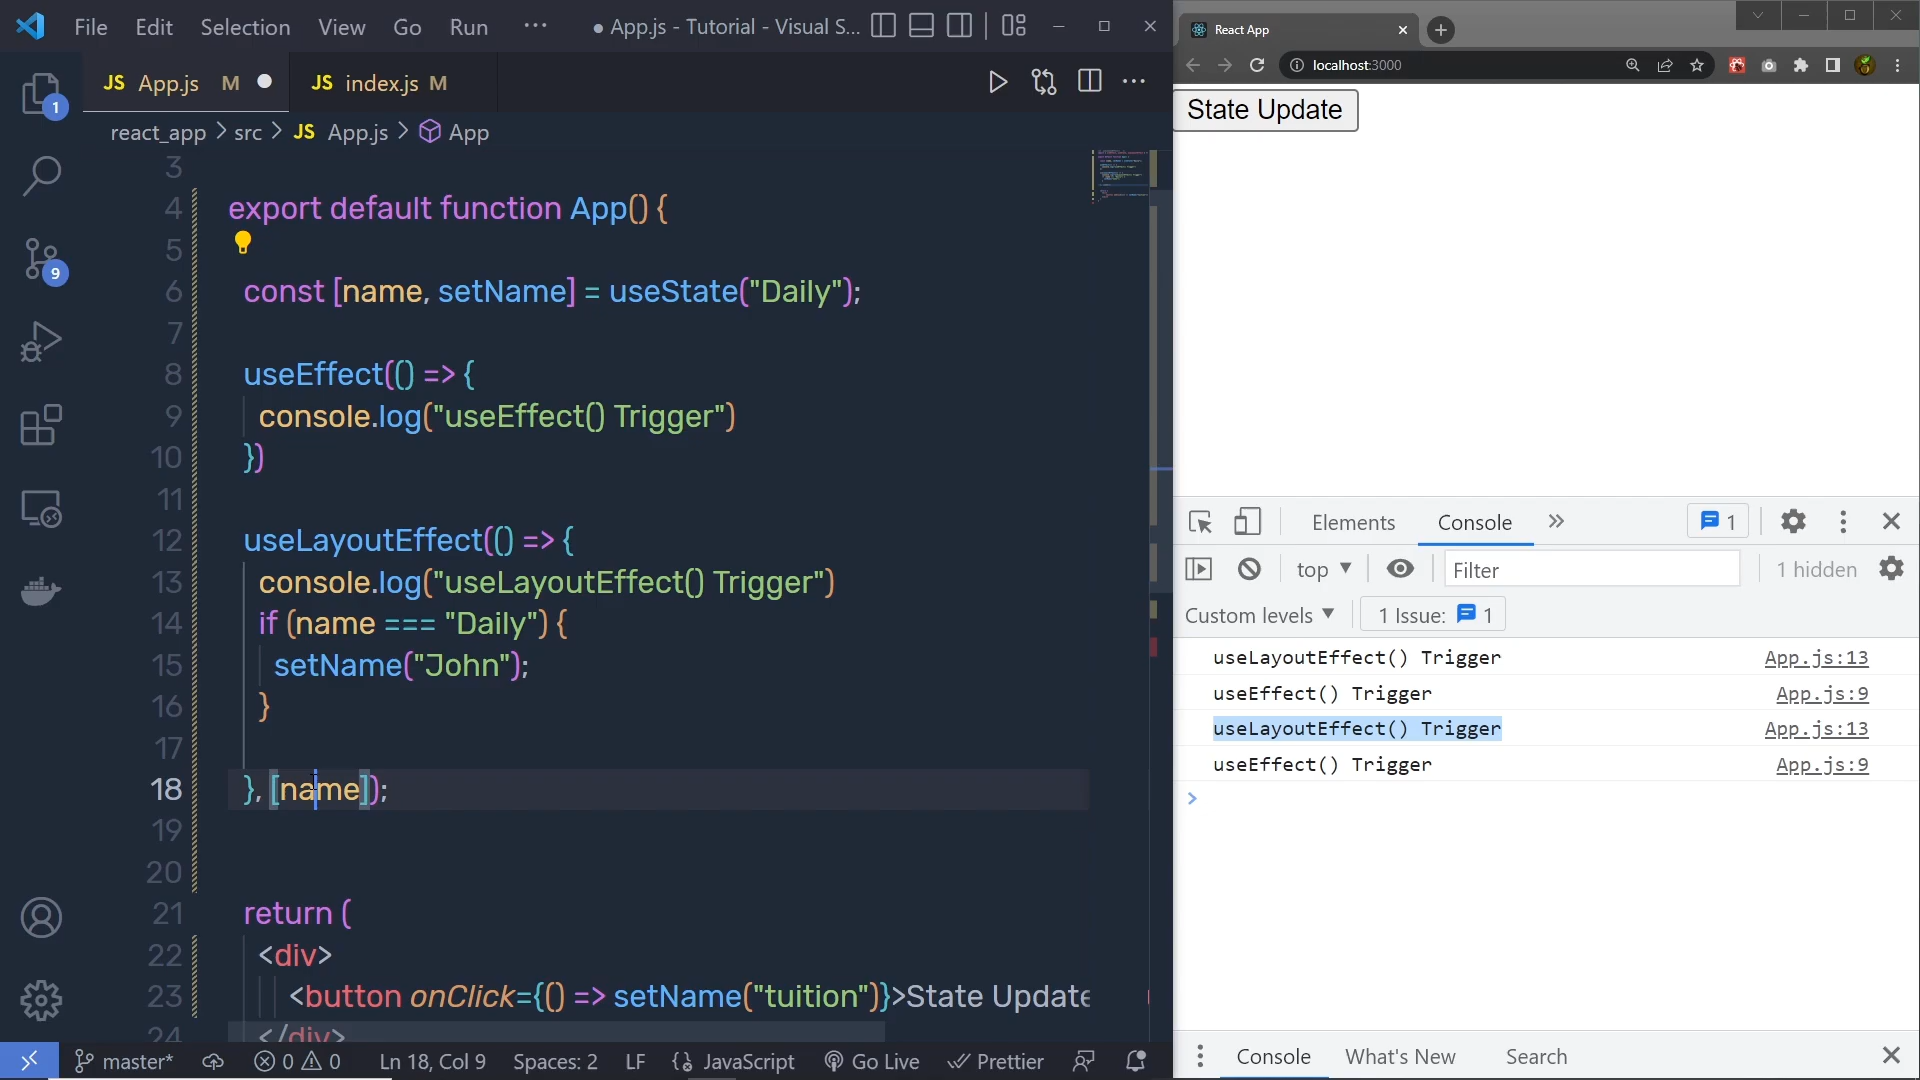 File Edit Selection View Go Run ··· ● App.js - Tutorial - Visual S...
JS App.js M ● JS index.js M
react_app > src > JS App.js > App
3
4 export default function App() {
5
6 const [name, setName] = useState("Daily");
7
8 useEffect(() => {
9 console.log("useEffect() Trigger")
10 })
11
12 useLayoutEffect(() => {
13 console.log("useLayoutEffect() Trigger")
14 if (name === "Daily") {
15 setName("John");
16 }
17
18 }, [name]);
19
20
21 return (
22 <div>
23 <button onClick={() => setName("tuition")}>State Update
24 </div>
1
9
master* 0 0 Ln 18, Col 9 Spaces: 2 LF JavaScript Go Live Prettier
React App
localhost:3000
State Update
Elements Console 1
top Filter 1 hidden
Custom levels 1 Issue: 1
useLayoutEffect() Trigger App.js:13
useEffect() Trigger App.js:9
useLayoutEffect() Trigger App.js:13
useEffect() Trigger App.js:9
Console What's New Search